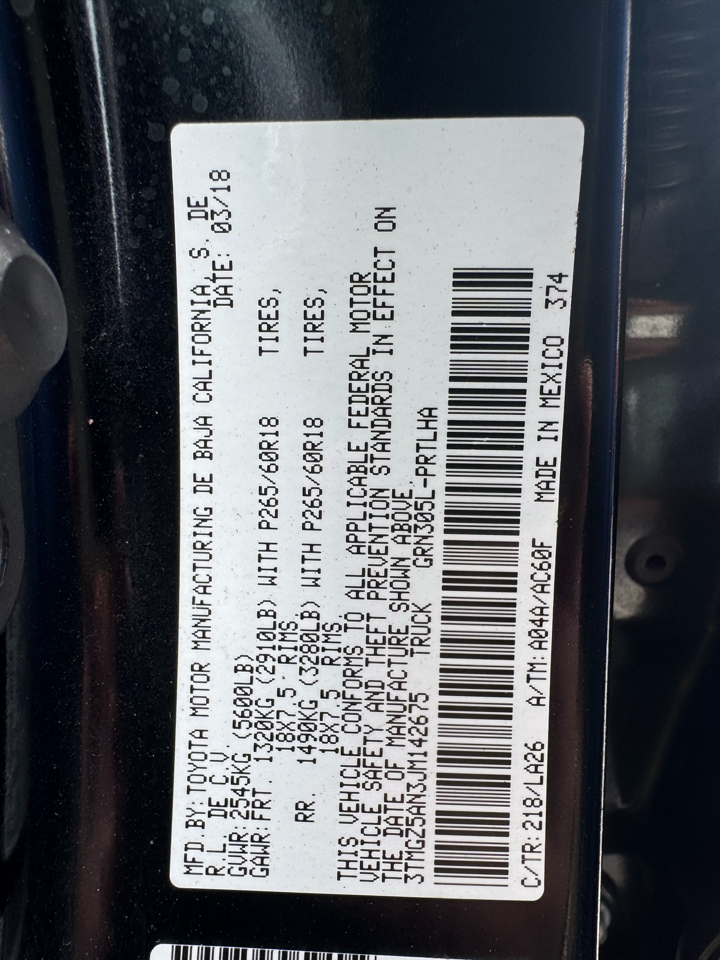 MFD.BY:TOYOTA MOTOR MANUFACTURING DE BAJA CALIFORNIA, S. DE
R.L. DE C.V. DATE: 03/18
GVWR:2545KG (5600LB)
GAWR:FRT. 1320KG (2910LB) WITH P265/60R18 TIRES,
18X7.5 RIMS.
RR. 1490KG (3280LB) WITH P265/60R18 TIRES,
18X7.5 RIMS.
THIS VEHICLE CONFORMS TO ALL APPLICABLE FEDERAL MOTOR
VEHICLE SAFETY AND THEFT PREVENTION STANDARDS IN EFFECT ON
THE DATE OF MANUFACTURE SHOWN ABOVE.
3TMGZ5AN3JM142675 TRUCK GRN305L-PRTLHA
C/TR:218/LA26 A/TM:A04A/AC60F MADE IN MEXICO 374